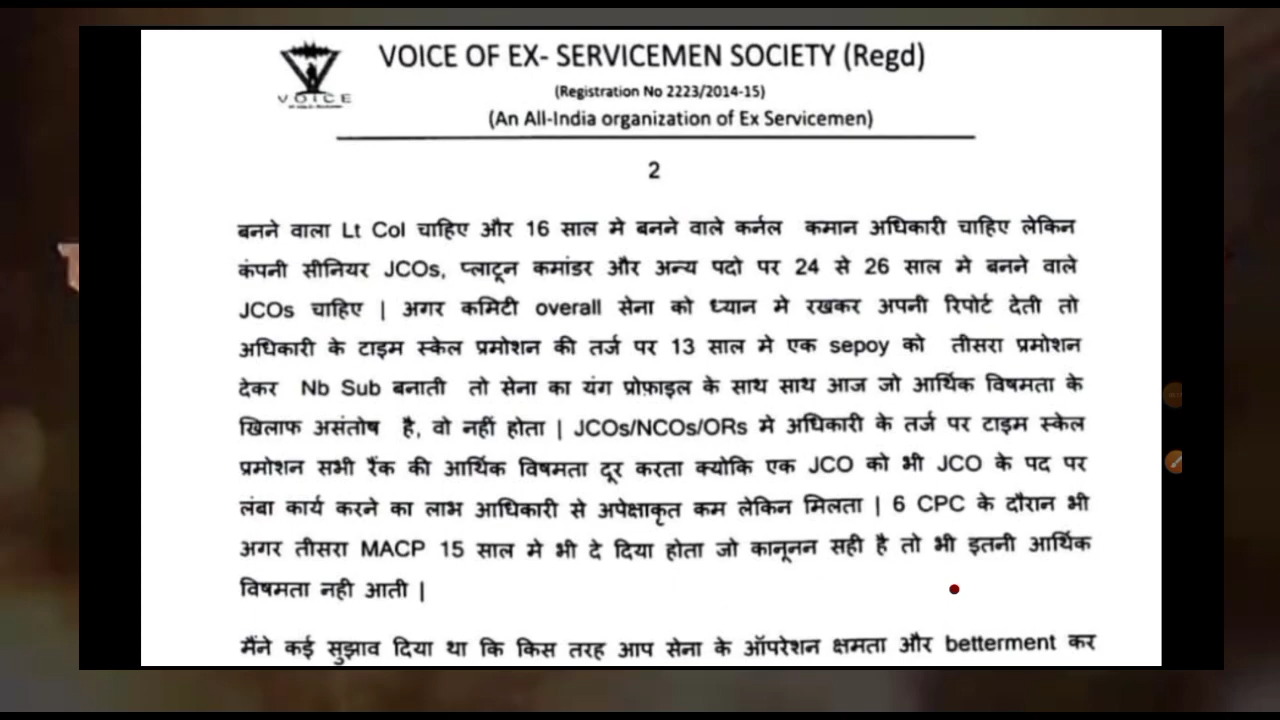 VOICE OF EX- SERVICEMEN SOCIETY (Regd)
VOICE
(Registration No 2223/2014-15)
(An All-India organization of Ex Servicemen)
2
बनने वाला Lt Col चाहिए और 16 साल मे बनने वाले कर्नल कमान अधिकारी चाहिए लेकिन
कंपनी सीनियर JCOs, प्लाटून कमांडर और अन्य पदो पर 24 से 26 साल मे बनने वाले
JCOs चाहिए | अगर कमिटी overall सेना को ध्यान मे रखकर अपनी रिपोर्ट देती तो
अधिकारी के टाइम स्केल प्रमोशन की तर्ज पर 13 साल मे एक sepoy को तीसरा प्रमोशन
देकर Nb Sub बनाती तो सेना का यंग प्रोफ़ाइल के साथ साथ आज जो आर्थिक विषमता के
खिलाफ असंतोष है, वो नहीं होता | JCOs/NCOs/ORs मे अधिकारी के तर्ज पर टाइम स्केल
प्रमोशन सभी रैंक की आर्थिक विषमता दूर करता क्योकि एक JCO को भी JCO के पद पर
लंबा कार्य करने का लाभ आधिकारी से अपेक्षाकृत कम लेकिन मिलता | 6 CPC के दौरान भी
अगर तीसरा MACP 15 साल मे भी दे दिया होता जो कानूनन सही है तो भी इतनी आर्थिक
विषमता नही आती |
मैंने कई सुझाव दिया था कि किस तरह आप सेना के ऑपरेशन क्षमता और betterment कर